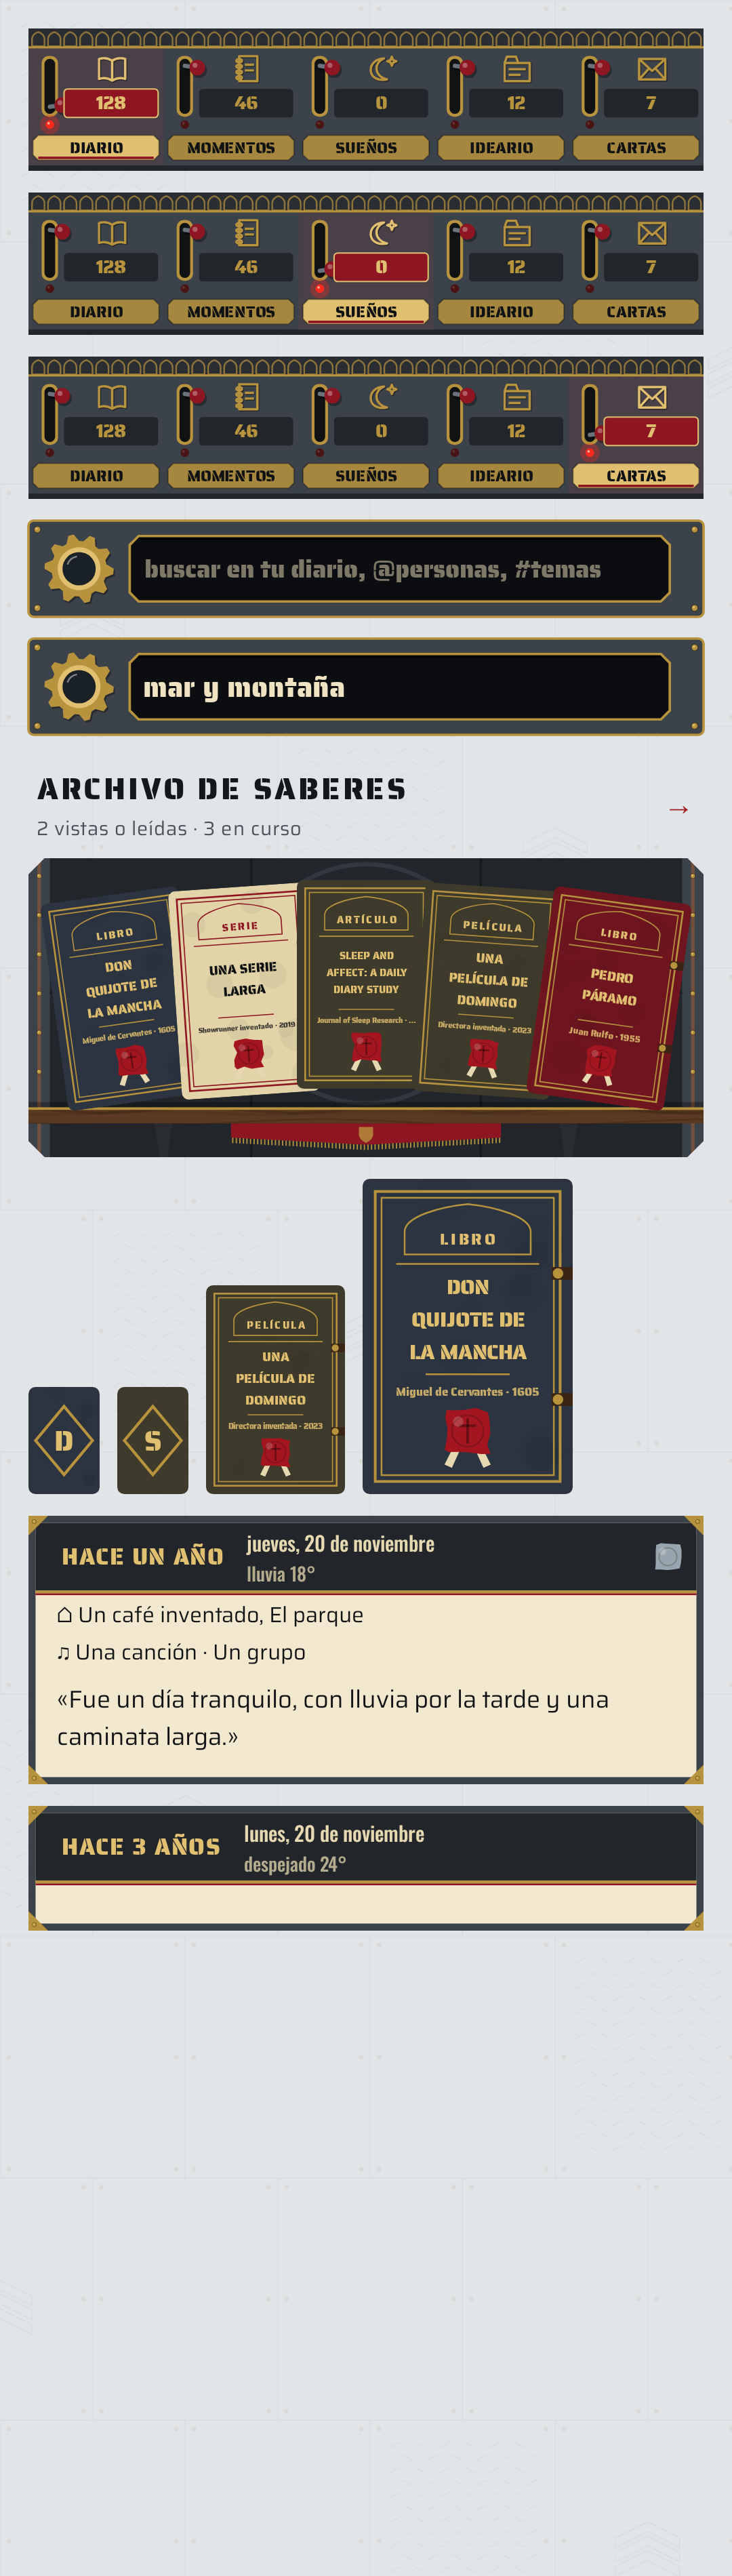 128 46 0 12 7
DIARIO MOMENTOS SUEÑOS IDEARIO CARTAS
128 46 0 12 7
DIARIO MOMENTOS SUEÑOS IDEARIO CARTAS
128 46 0 12 7
DIARIO MOMENTOS SUEÑOS IDEARIO CARTAS
buscar en tu diario, @personas, #temas
mar y montaña
ARCHIVO DE SABERES
→
2 vistas o leídas · 3 en curso
LIBRO
DON
QUIJOTE DE
LA MANCHA
Miguel de Cervantes · 1605
SERIE
UNA SERIE
LARGA
Showrunner inventado · 2019
ARTÍCULO
SLEEP AND
AFFECT: A DAILY
DIARY STUDY
Journal of Sleep Research · ...
PELÍCULA
UNA
PELÍCULA DE
DOMINGO
Directora inventada · 2023
LIBRO
PEDRO
PÁRAMO
Juan Rulfo · 1955
D
S
PELÍCULA
UNA
PELÍCULA DE
DOMINGO
Directora inventada · 2023
LIBRO
DON
QUIJOTE DE
LA MANCHA
Miguel de Cervantes · 1605
HACE UN AÑO
jueves, 20 de noviembre
lluvia 18°
⌂ Un café inventado, El parque
♫ Una canción · Un grupo
«Fue un día tranquilo, con lluvia por la tarde y una
caminata larga.»
HACE 3 AÑOS
lunes, 20 de noviembre
despejado 24°